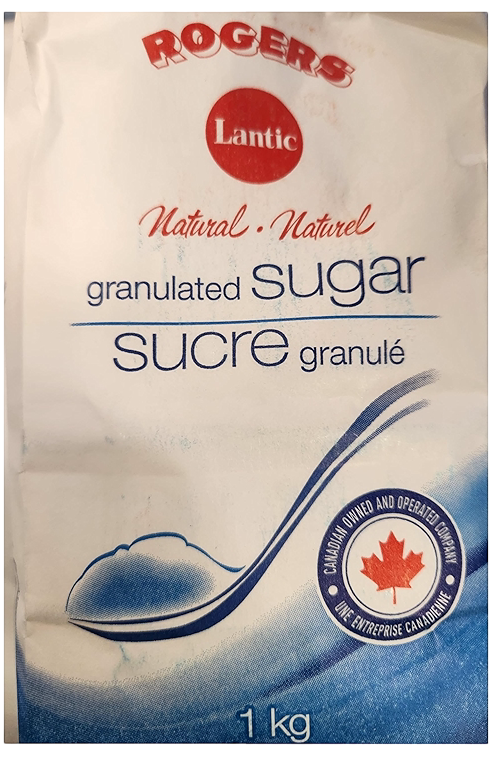 ROGERS
Lantic
Natural • Naturel
granulated sugar
sucre granulé
CANADIAN OWNED AND OPERATED COMPANY
• UNE ENTREPRISE CANADIENNE •
1 kg